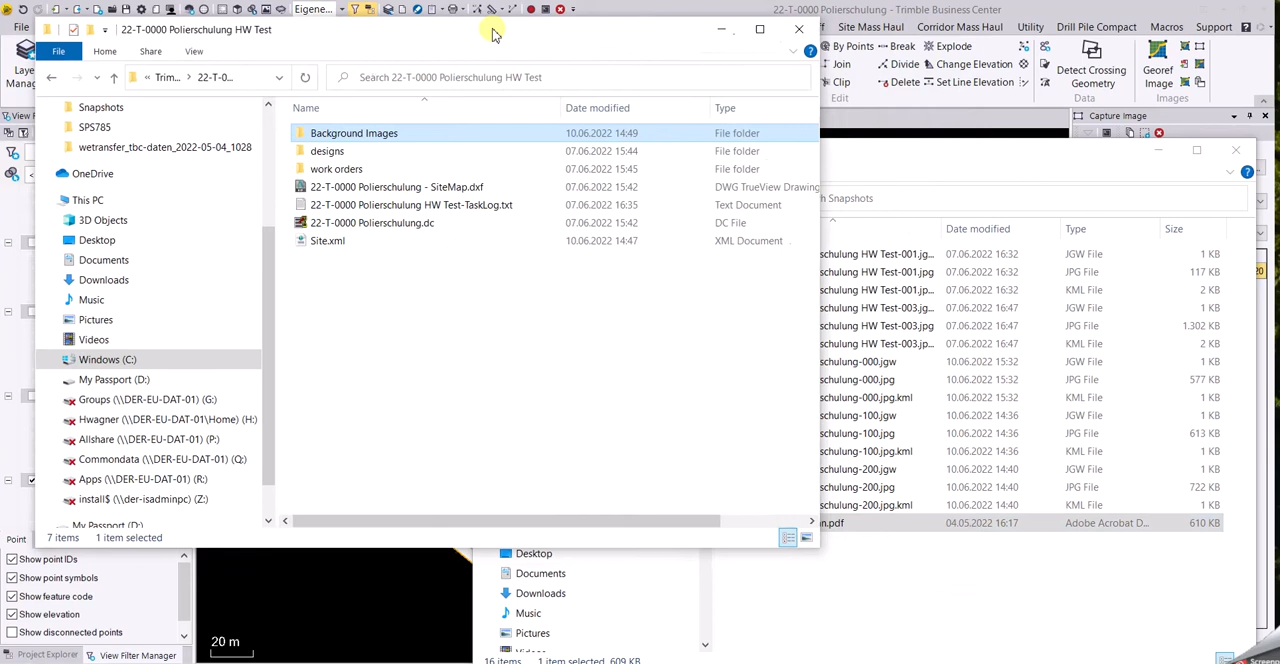 Eigene...
22-T-0000 Polierschulung - Trimble Business Center
22-T-0000 Polierschulung HW Test
File
Site Mass Haul
Corridor Mass Haul
Utility
Drill Pile Compact
Macros
Support
File
Home
Share
View
By Points
Break
Explode
Join
Divide
Change Elevation
Clip
Delete
Set Line Elevation
Edit
Detect Crossing
Geometry
Data
Georef
Image
Images
Capture Image
Trim...
22-T-0...
Search 22-T-0000 Polierschulung HW Test
Name
Date modified
Type
Snapshots
SPS785
wetransfer_tbc-daten_2022-05-04_1028
OneDrive
This PC
3D Objects
Desktop
Documents
Downloads
Music
Pictures
Videos
Windows (C:)
My Passport (D:)
Groups (\\DER-EU-DAT-01) (G:)
Hwagner (\\DER-EU-DAT-01\Home) (H:)
Allshare (\\DER-EU-DAT-01) (P:)
Commondata (\\DER-EU-DAT-01) (Q:)
Apps (\\DER-EU-DAT-01) (R:)
install$ (\\der-isadminpc) (Z:)
My Passport (D:)
Background Images 10.06.2022 14:49 File folder
designs 07.06.2022 15:44 File folder
work orders 07.06.2022 15:45 File folder
22-T-0000 Polierschulung - SiteMap.dxf 07.06.2022 15:42 DWG TrueView Drawing
22-T-0000 Polierschulung HW Test-TaskLog.txt 07.06.2022 16:35 Text Document
22-T-0000 Polierschulung.dc 07.06.2022 15:42 DC File
Site.xml 10.06.2022 14:47 XML Document
7 items
1 item selected
Snapshots
Date modified Type Size
schulung HW Test-001.jg... 07.06.2022 16:32 JGW File 1 KB
schulung HW Test-001.jpg 07.06.2022 16:32 JPG File 117 KB
schulung HW Test-001.jp... 07.06.2022 16:32 KML File 2 KB
schulung HW Test-003.jg... 07.06.2022 16:47 JGW File 1 KB
schulung HW Test-003.jpg 07.06.2022 16:47 JPG File 1.302 KB
schulung HW Test-003.jp... 07.06.2022 16:47 KML File 2 KB
schulung-000.jgw 10.06.2022 15:32 JGW File 1 KB
schulung-000.jpg 10.06.2022 15:32 JPG File 577 KB
schulung-000.jpg.kml 10.06.2022 15:32 KML File 1 KB
schulung-100.jgw 10.06.2022 14:36 JGW File 1 KB
schulung-100.jpg 10.06.2022 14:36 JPG File 613 KB
schulung-100.jpg.kml 10.06.2022 14:36 KML File 1 KB
schulung-200.jgw 10.06.2022 14:40 JGW File 1 KB
schulung-200.jpg 10.06.2022 14:40 JPG File 722 KB
schulung-200.jpg.kml 10.06.2022 14:40 KML File 1 KB
n.pdf 04.05.2022 16:17 Adobe Acrobat D... 610 KB
Desktop
Documents
Downloads
Music
Pictures
16 items
1 item selected 609 KB
Point
Show point IDs
Show point symbols
Show feature code
Show elevation
Show disconnected points
Project Explorer
View Filter Manager
20 m